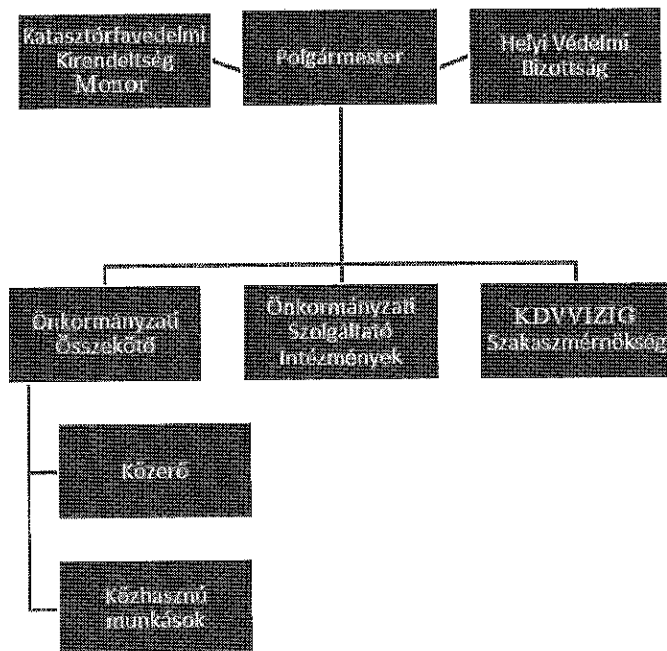 Katasztrófavédelmi
Kirendeltség
Monor
Polgármester
Helyi Védelmi
Bizottság
Önkormányzati
Összekötő
Önkormányzati
Szolgáltató
Intézmények
KDVVIZIG
Szakaszmérnökség
Közerő
Közhasznú
munkások